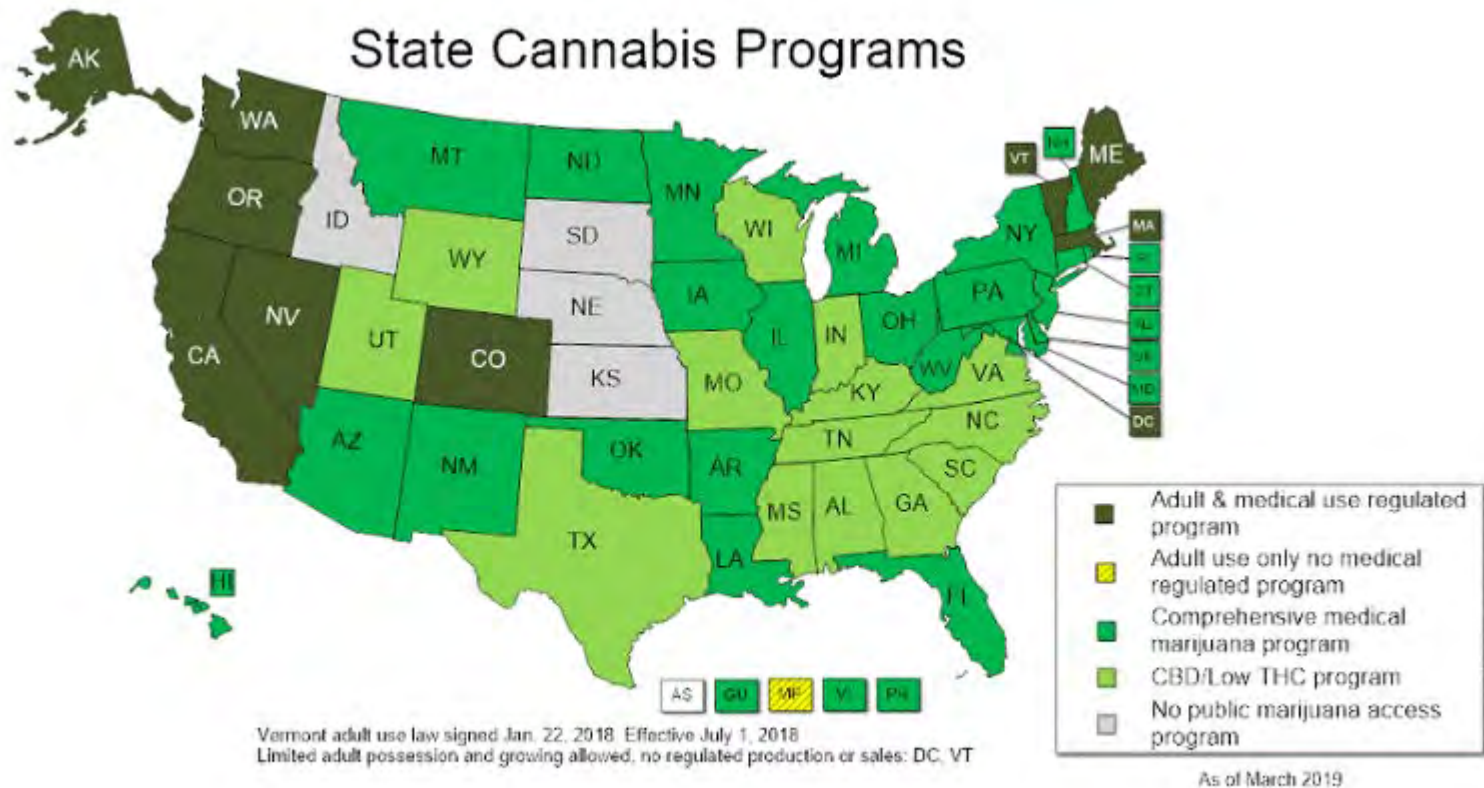 State Cannabis Programs
AK
WA
OR
CA
NV
ID
MT
WY
UT
CO
AZ
NM
ND
SD
NE
KS
OK
TX
MN
IA
MO
AR
LA
WI
IL
MI
IN
OH
KY
TN
MS
AL
GA
FL
SC
NC
VA
WV
PA
NY
VT
NH
ME
MA
CT
MD
DC
HI
AS
GU
VI
Vermont adult use law signed Jan. 22, 2018. Effective July 1, 2018
Limited adult possession and growing allowed, no regulated production or sales: DC, VT
Adult & medical use regulated
program
Adult use only no medical
regulated program
Comprehensive medical
marijuana program
CBD/Low THC program
No public marijuana access
program
As of March 2019